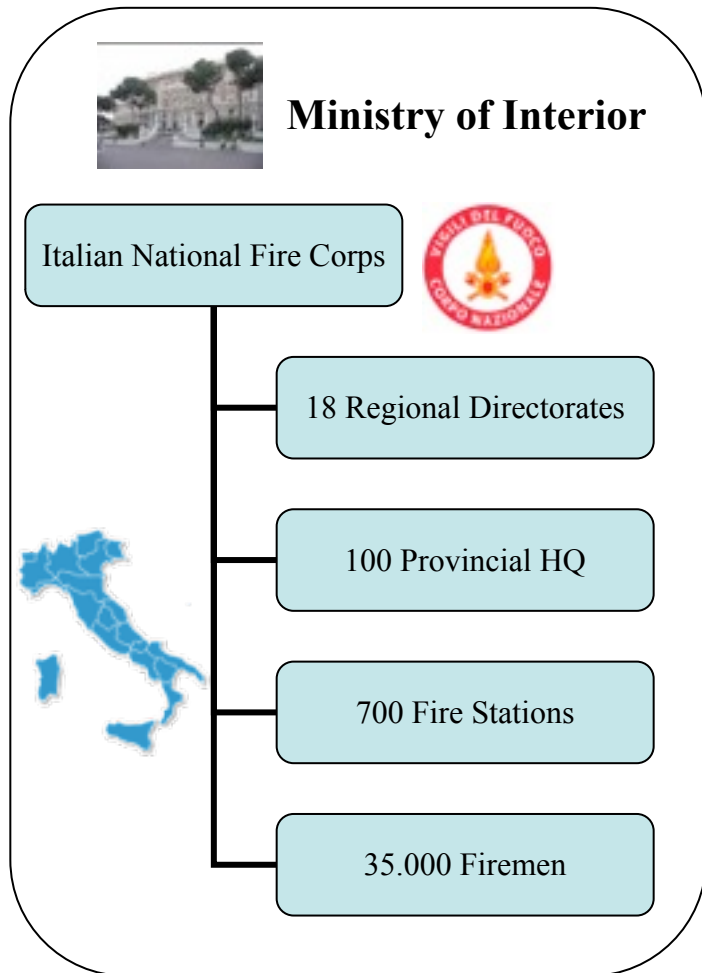 Ministry of Interior
Italian National Fire Corps
VIGILI DEL FUOCO
CORPO NAZIONALE
18 Regional Directorates
100 Provincial HQ
700 Fire Stations
35.000 Firemen